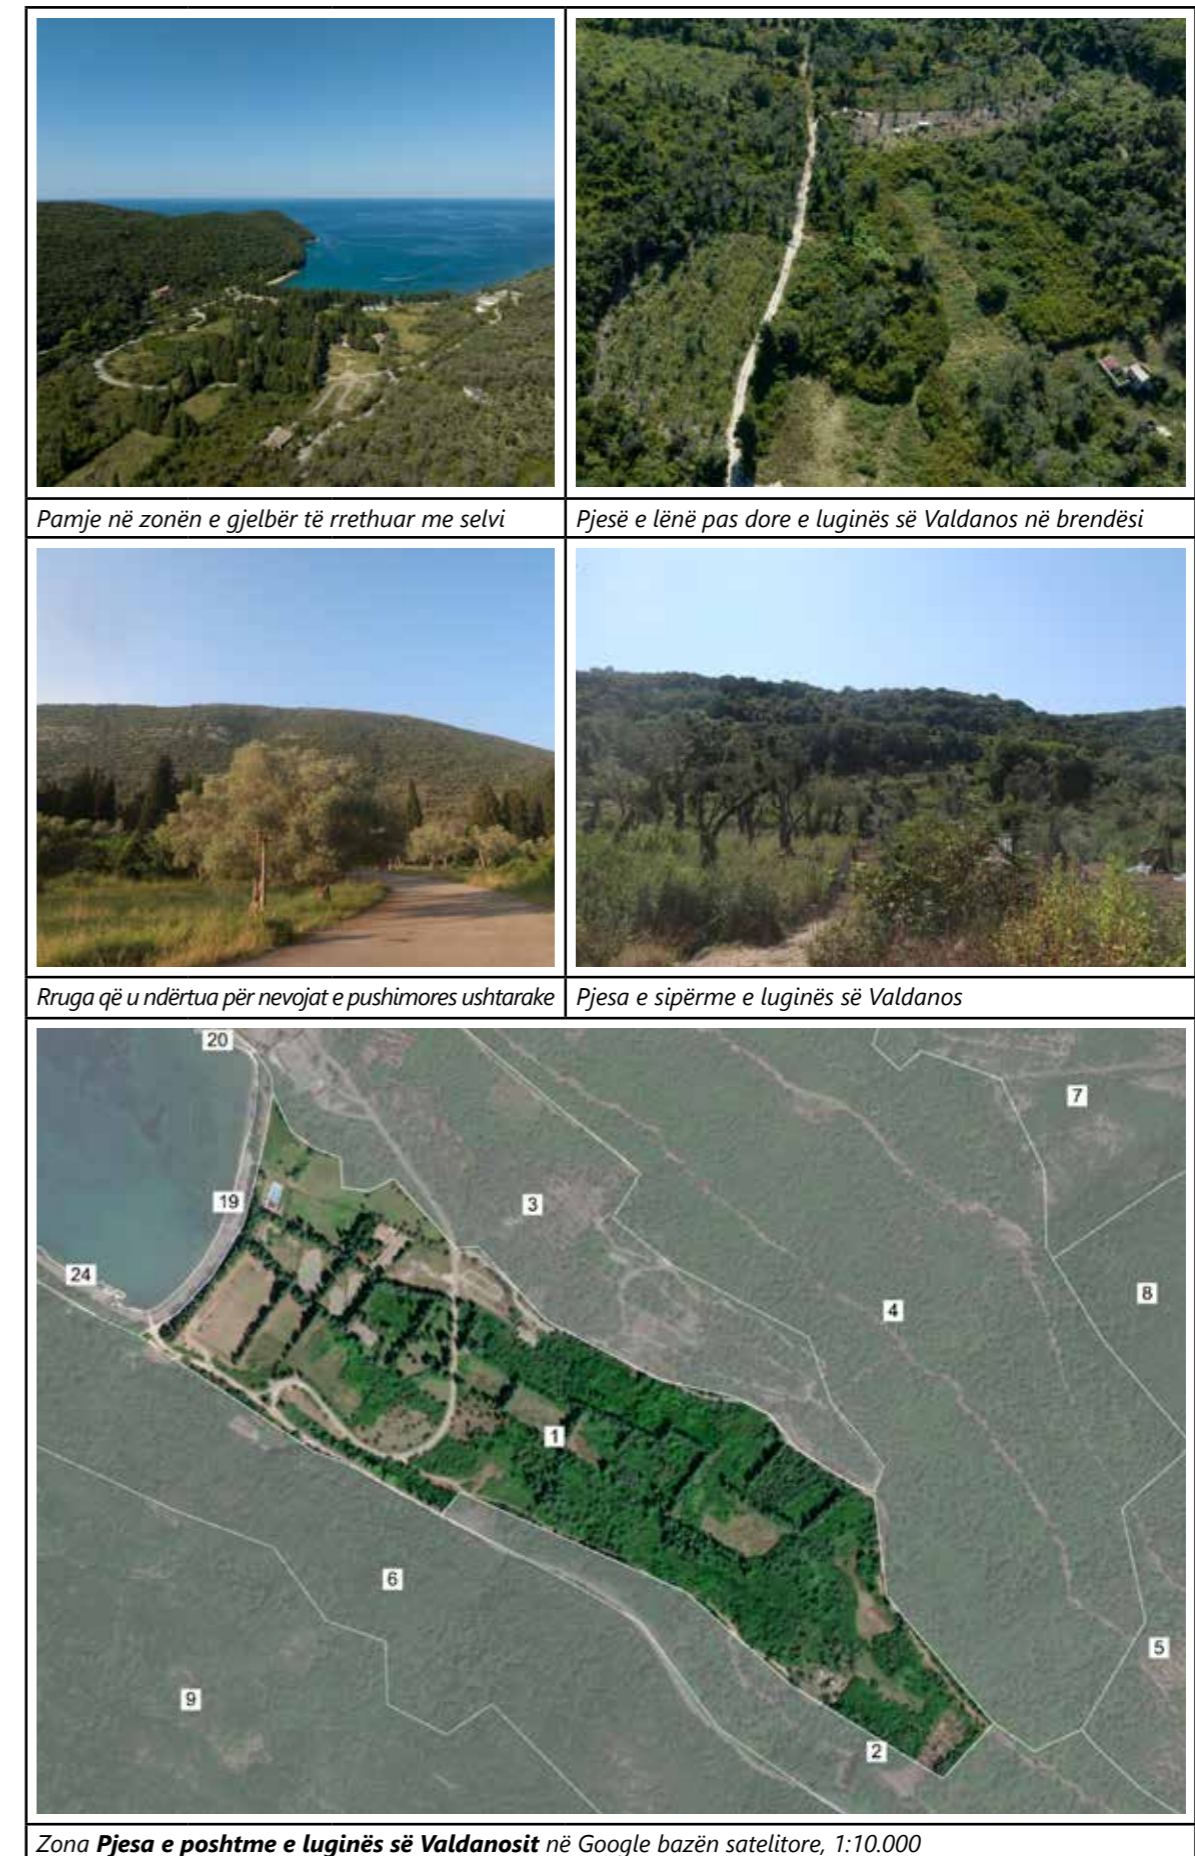 Pamje në zonën e gjelbër të rrethuar me selvi
Pjesë e lënë pas dore e luginës së Valdanos në brendësi
Rruga që u ndërtua për nevojat e pushimores ushtarake
Pjesa e sipërme e luginës së Valdanos
20
7
19
3
24
8
4
1
6
5
9
2
Zona Pjesa e poshtme e luginës së Valdanosit në Google bazën satelitore, 1:10.000